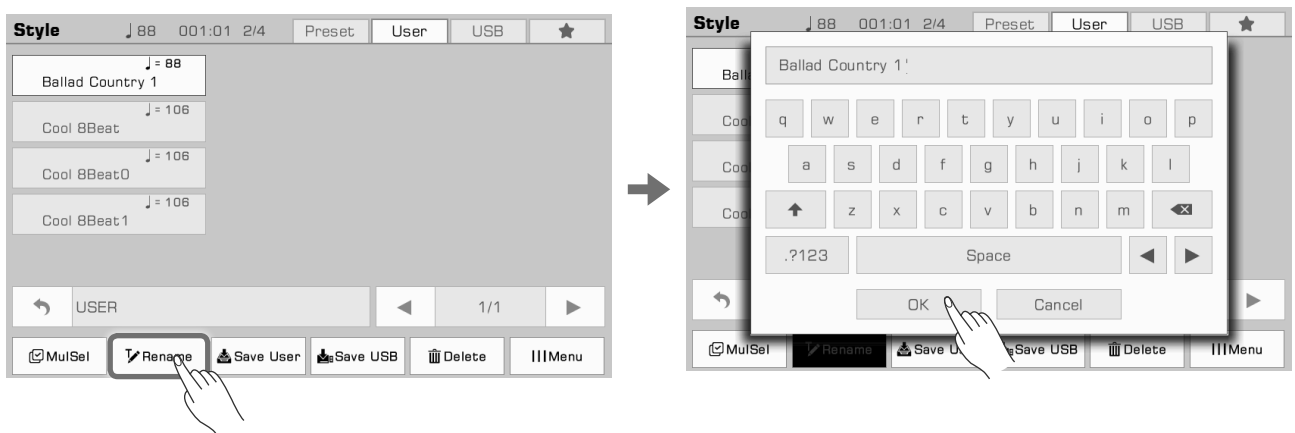 Style ♩88 001:01 2/4 Preset User USB ★
♩= 88
Ballad Country 1
♩= 106
Cool 8Beat
♩= 106
Cool 8Beat0
♩= 106
Cool 8Beat1
USER 1/1
MulSel Rename Save User Save USB Delete Menu
Style ♩88 001:01 2/4 Preset User USB ★
Ballad Country 1
q w e r t y u i o p
a s d f g h j k l
z x c v b n m
.?123 Space
OK Cancel
MulSel Rename Save Save USB Delete Menu